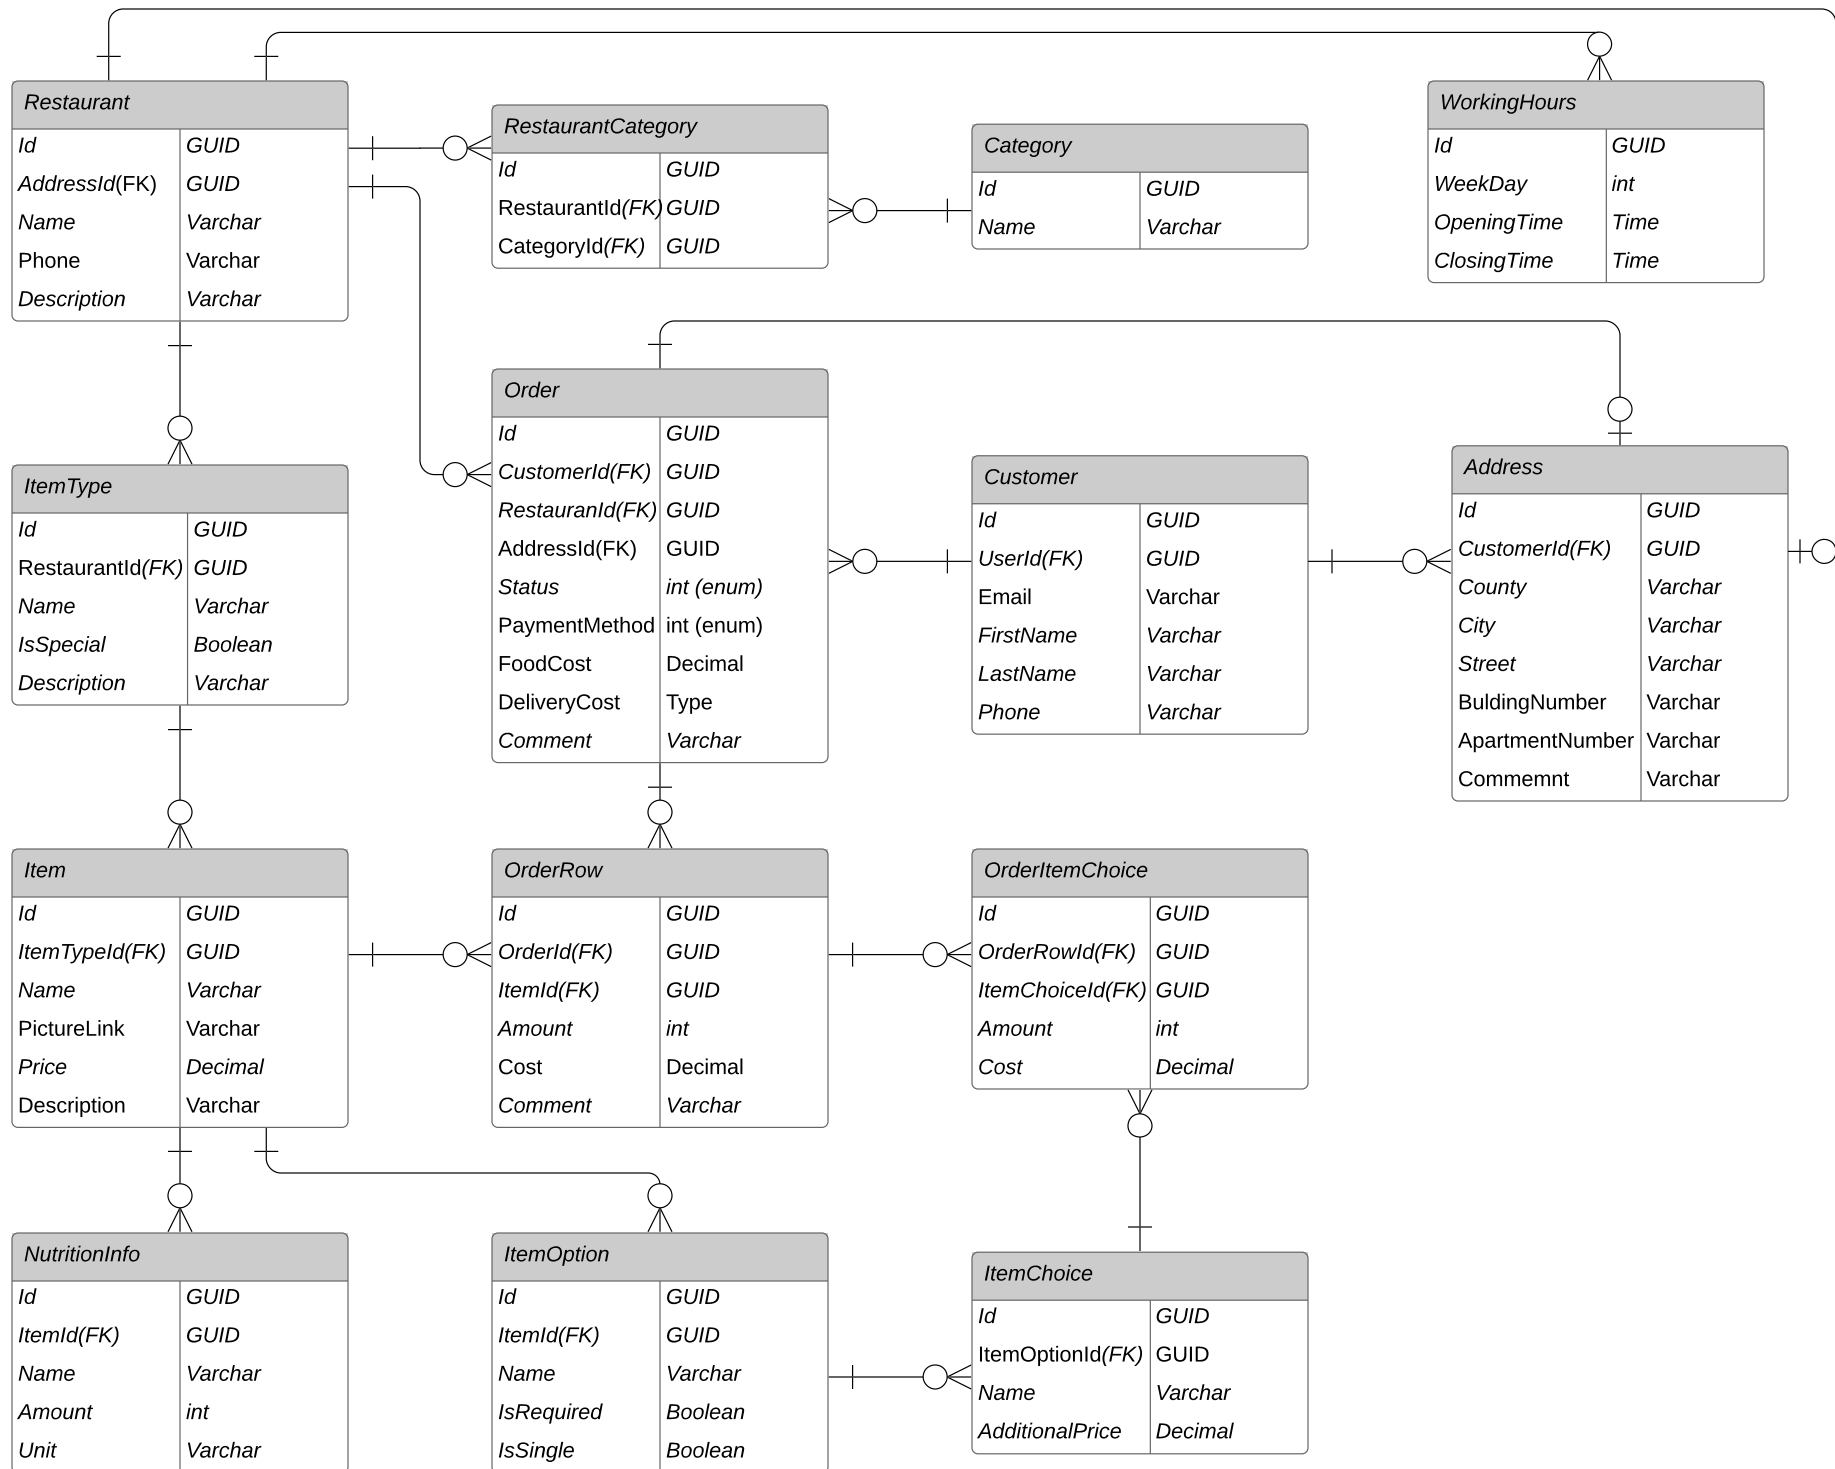 Restaurant
Id GUID
AddressId(FK) GUID
Name Varchar
Phone Varchar
Description Varchar
RestaurantCategory
Id GUID
RestaurantId(FK) GUID
CategoryId(FK) GUID
Category
Id GUID
Name Varchar
WorkingHours
Id GUID
WeekDay int
OpeningTime Time
ClosingTime Time
ItemType
Id GUID
RestaurantId(FK) GUID
Name Varchar
IsSpecial Boolean
Description Varchar
Order
Id GUID
CustomerId(FK) GUID
RestauranId(FK) GUID
AddressId(FK) GUID
Status int (enum)
PaymentMethod int (enum)
FoodCost Decimal
DeliveryCost Type
Comment Varchar
Customer
Id GUID
UserId(FK) GUID
Email Varchar
FirstName Varchar
LastName Varchar
Phone Varchar
Address
Id GUID
CustomerId(FK) GUID
County Varchar
City Varchar
Street Varchar
BuldingNumber Varchar
ApartmentNumber Varchar
Commemnt Varchar
Item
Id GUID
ItemTypeId(FK) GUID
Name Varchar
PictureLink Varchar
Price Decimal
Description Varchar
OrderRow
Id GUID
OrderId(FK) GUID
ItemId(FK) GUID
Amount int
Cost Decimal
Comment Varchar
OrderItemChoice
Id GUID
OrderRowId(FK) GUID
ItemChoiceId(FK) GUID
Amount int
Cost Decimal
NutritionInfo
Id GUID
ItemId(FK) GUID
Name Varchar
Amount int
Unit Varchar
ItemOption
Id GUID
ItemId(FK) GUID
Name Varchar
IsRequired Boolean
IsSingle Boolean
ItemChoice
Id GUID
ItemOptionId(FK) GUID
Name Varchar
AdditionalPrice Decimal